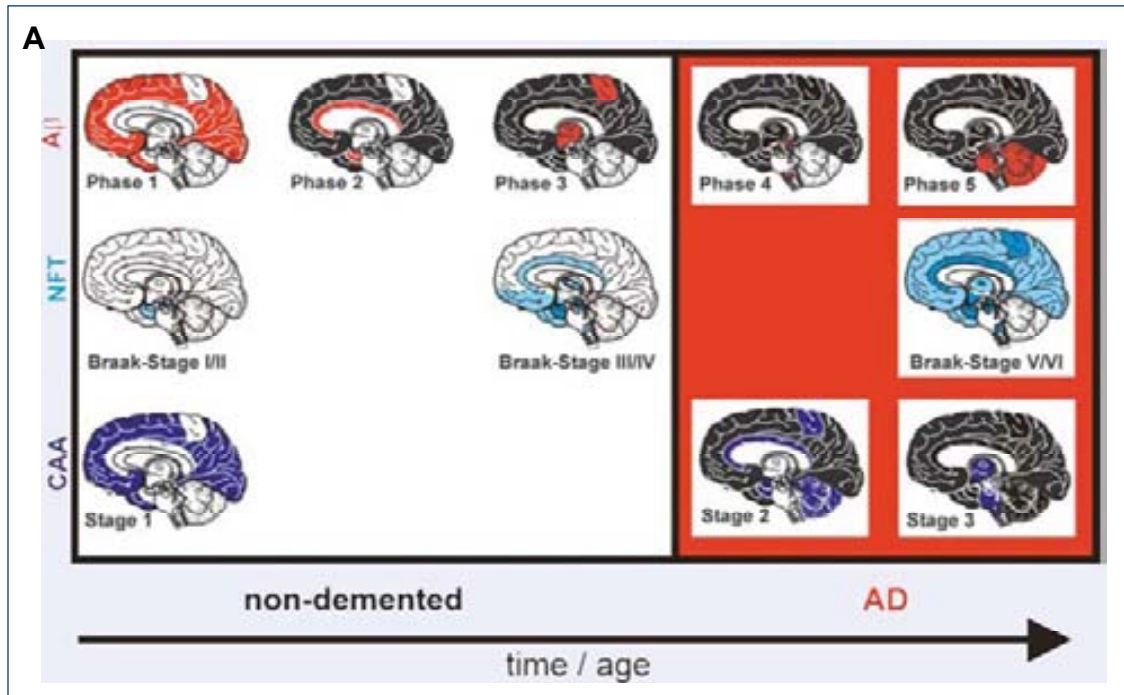 A
Aβ
Phase 1
Phase 2
Phase 3
Phase 4
Phase 5
NFT
Braak-Stage I/II
Braak-Stage III/IV
Braak-Stage V/VI
CAA
Stage 1
Stage 2
Stage 3
non-demented
AD
time / age